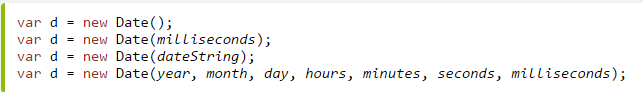 var d = new Date();
var d = new Date(milliseconds);
var d = new Date(dateString);
var d = new Date(year, month, day, hours, minutes, seconds, milliseconds);